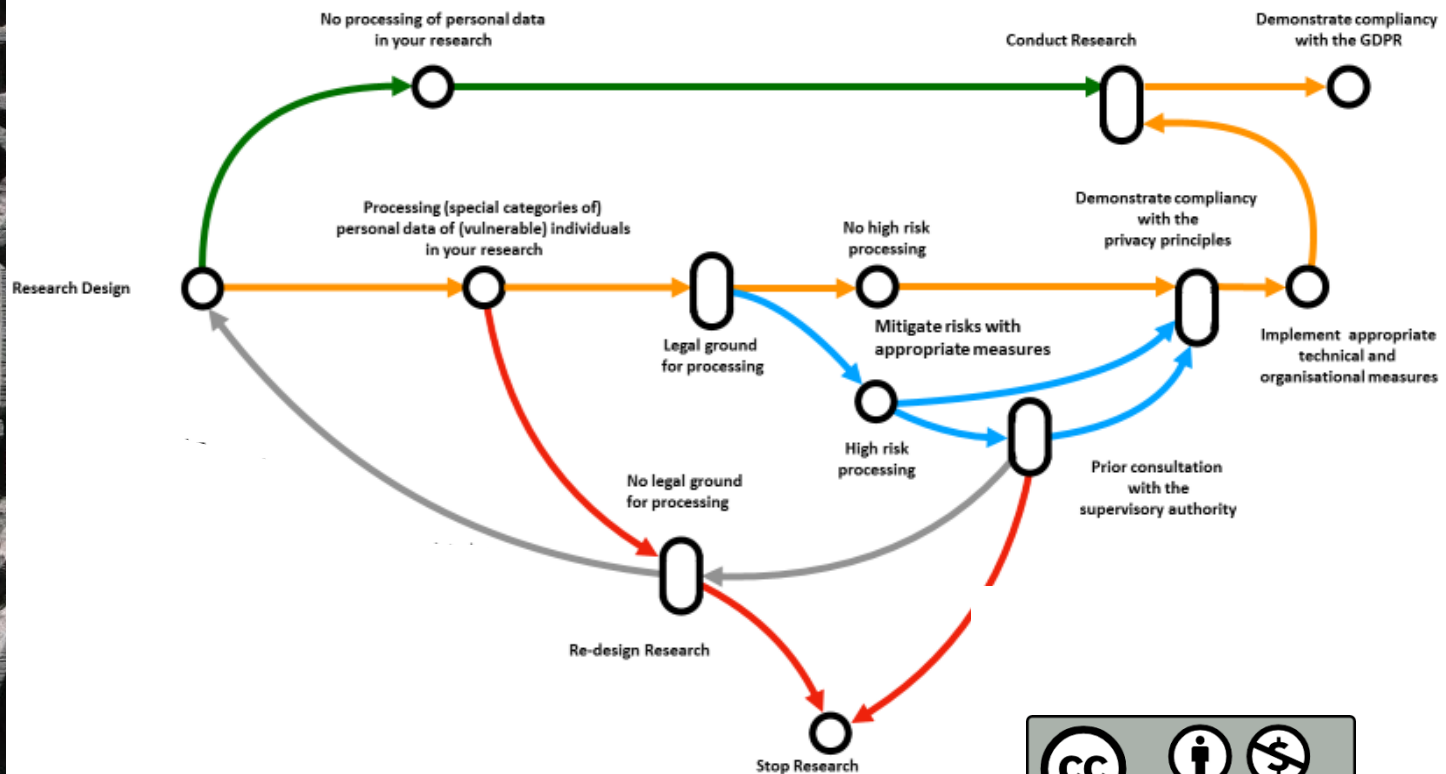 No processing of personal data
in your research
Conduct Research
Demonstrate compliancy
with the GDPR
Processing (special categories of)
personal data of (vulnerable) individuals
in your research
No high risk
processing
Demonstrate compliancy
with the
privacy principles
Research Design
Legal ground
for processing
Mitigate risks with
appropriate measures
Implement appropriate
technical and
organisational measures
High risk
processing
Prior consultation
with the
supervisory authority
No legal ground
for processing
Re-design Research
Stop Research
cc